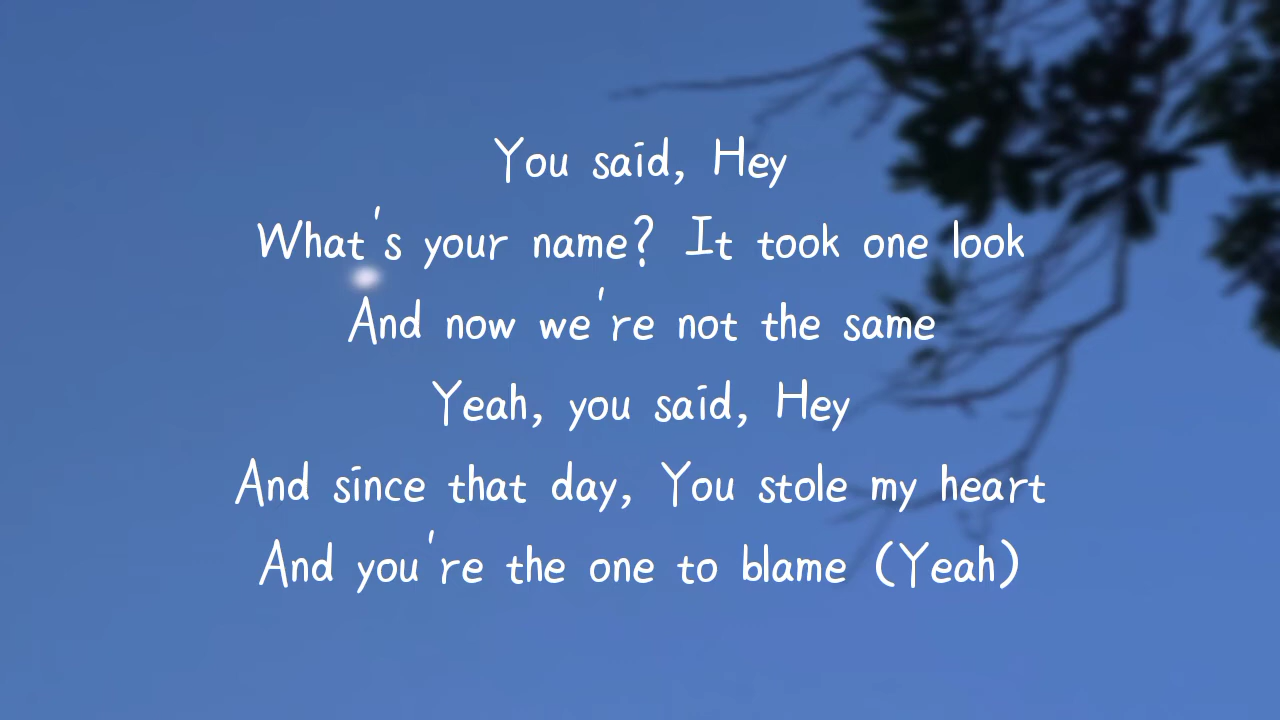 You said, Hey
What's your name? It took one look
And now we're not the same
Yeah, you said, Hey
And since that day, You stole my heart
And you're the one to blame (Yeah)